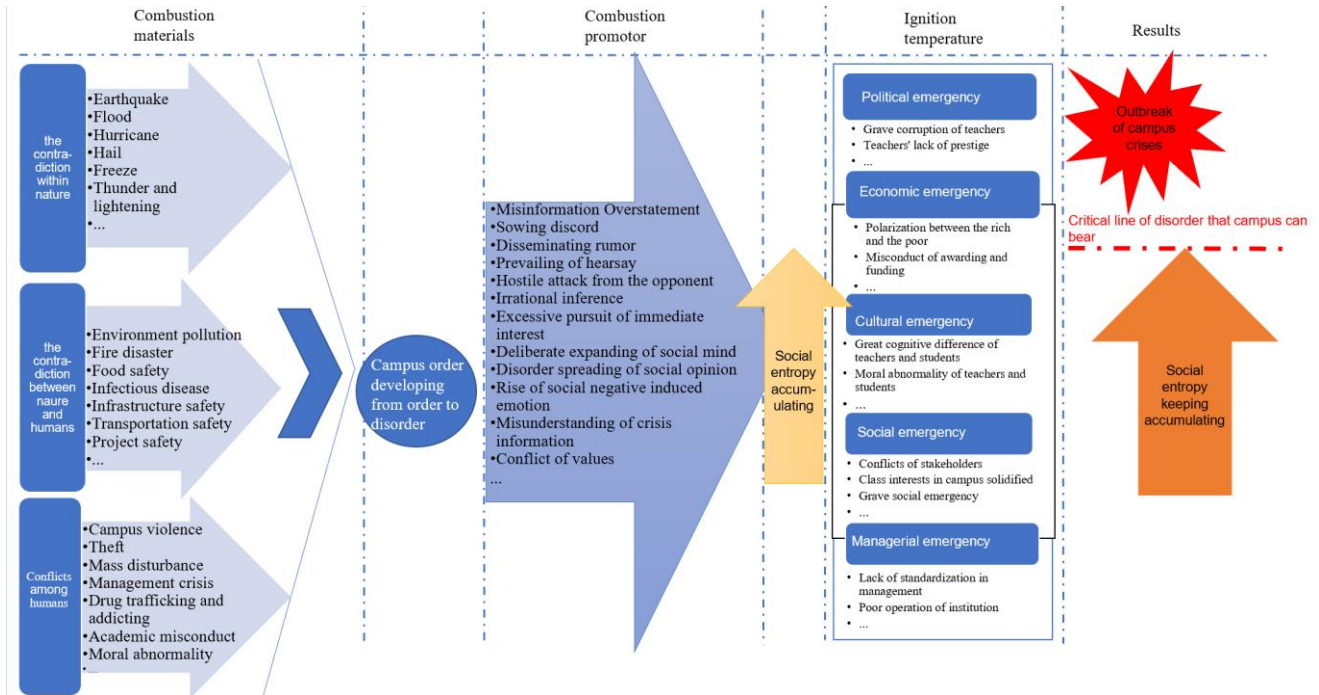 Combustion
materials
Combustion
promotor
Ignition
temperature
Results
the
contra-
diction
within
nature
•Earthquake
•Flood
•Hurricane
•Hail
•Freeze
•Thunder and
lightening
•...
the
contradiction
between
naure and
humans
•Environment pollution
•Fire disaster
•Food safety
•Infectious disease
•Infrastructure safety
•Transportation safety
•Project safety
•...
Conflicts
among
humans
•Campus violence
•Theft
•Mass disturbance
•Management crisis
•Drug trafficking and
addicting
•Academic misconduct
•Moral abnormality
•...
Campus order
developing
from order to
disorder
•Misinformation Overstatement
•Sowing discord
•Disseminating rumor
•Prevailing of hearsay
•Hostile attack from the opponent
•Irrational inference
•Excessive pursuit of immediate
interest
•Deliberate expanding of social mind
•Disorder spreading of social opinion
•Rise of social negative induced
emotion
•Misunderstanding of crisis
information
•Conflict of values
...
Social
entropy
accum-
ulating
Political emergency
• Grave corruption of teachers
• Teachers' lack of prestige
• ...
Economic emergency
• Polarization between the rich
and the poor
• Misconduct of awarding and
funding
• ...
Cultural emergency
• Great cognitive difference of
teachers and students
• Moral abnormality of teachers and
students
• ...
Social emergency
• Conflicts of stakeholders
• Class interests in campus solidified
• Grave social emergency
• ...
Managerial emergency
• Lack of standardization in
management
• Poor operation of institution
• ...
Outbreak
of campus
crises
Critical line of disorder that campus can
bear
Social
entropy
keeping
accumulating